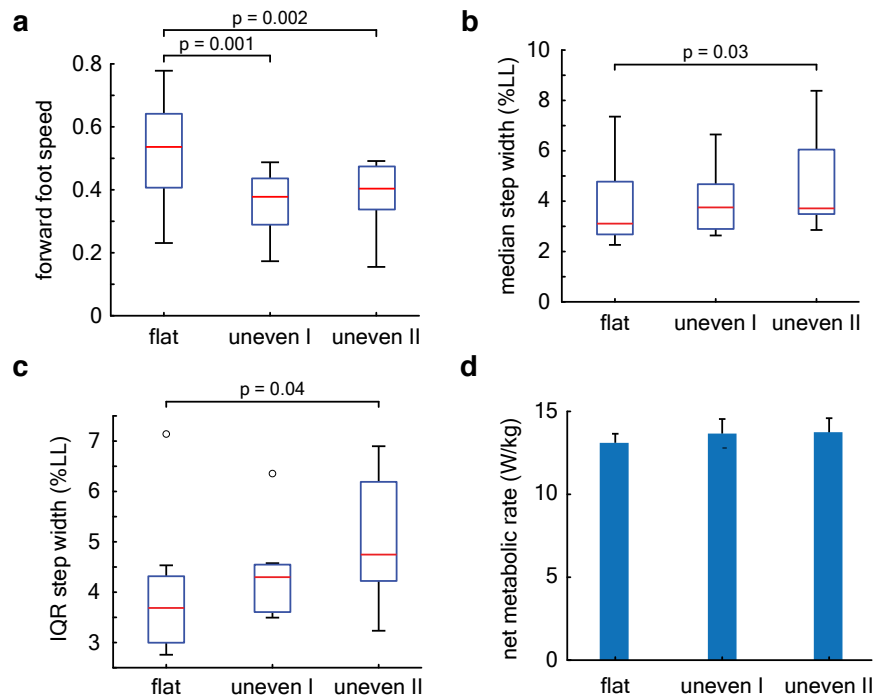 a
p = 0.002
p = 0.001
forward foot speed
0.8
0.6
0.4
0.2
0
flat uneven I uneven II
b
p = 0.03
median step width (%LL)
10
8
6
4
2
0
flat uneven I uneven II
c
p = 0.04
IQR step width (%LL)
7
6
5
4
3
flat uneven I uneven II
d
net metabolic rate (W/kg)
15
10
5
0
flat uneven I uneven II